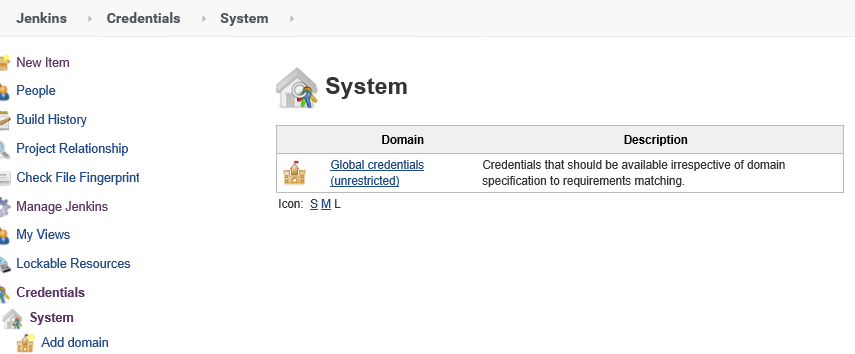 Jenkins Credentials System
New Item
People
Build History
Project Relationship
Check File Fingerprint
Manage Jenkins
My Views
Lockable Resources
Credentials
System
Add domain
System
Domain Description
Global credentials Credentials that should be available irrespective of domain
(unrestricted) specification to requirements matching.
Icon: S M L